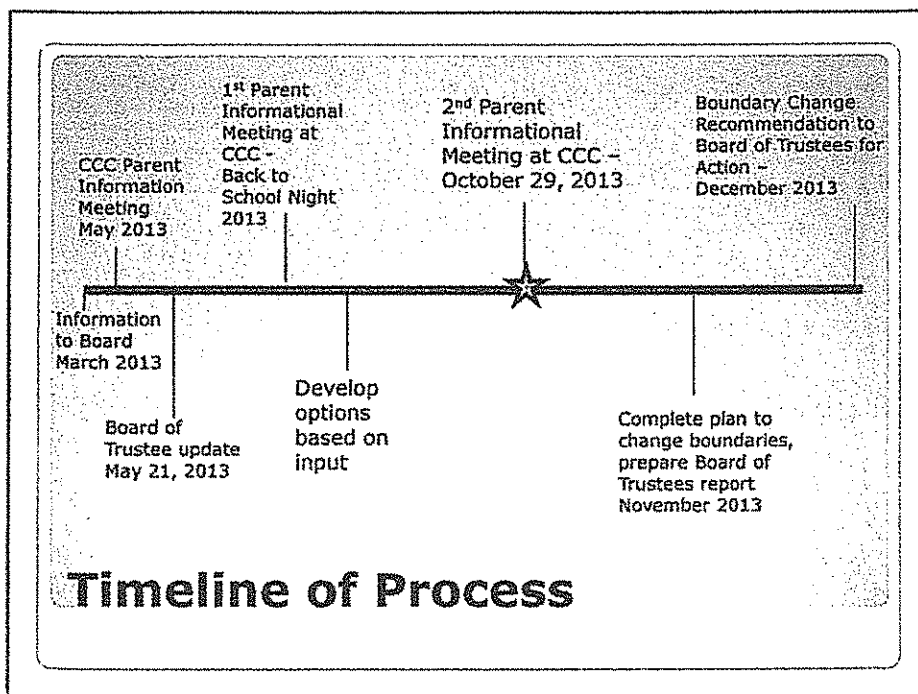 1st Parent
Informational
Meeting at
CCC -
Back to
School Night
2013
2nd Parent
Informational
Meeting at CCC –
October 29, 2013
Boundary Change
Recommendation to
Board of Trustees for
Action –
December 2013
CCC Parent
Information
Meeting
May 2013
Information
to Board
March 2013
Board of
Trustee update
May 21, 2013
Develop
options
based on
input
Complete plan to
change boundaries,
prepare Board of
Trustees report
November 2013
Timeline of Process